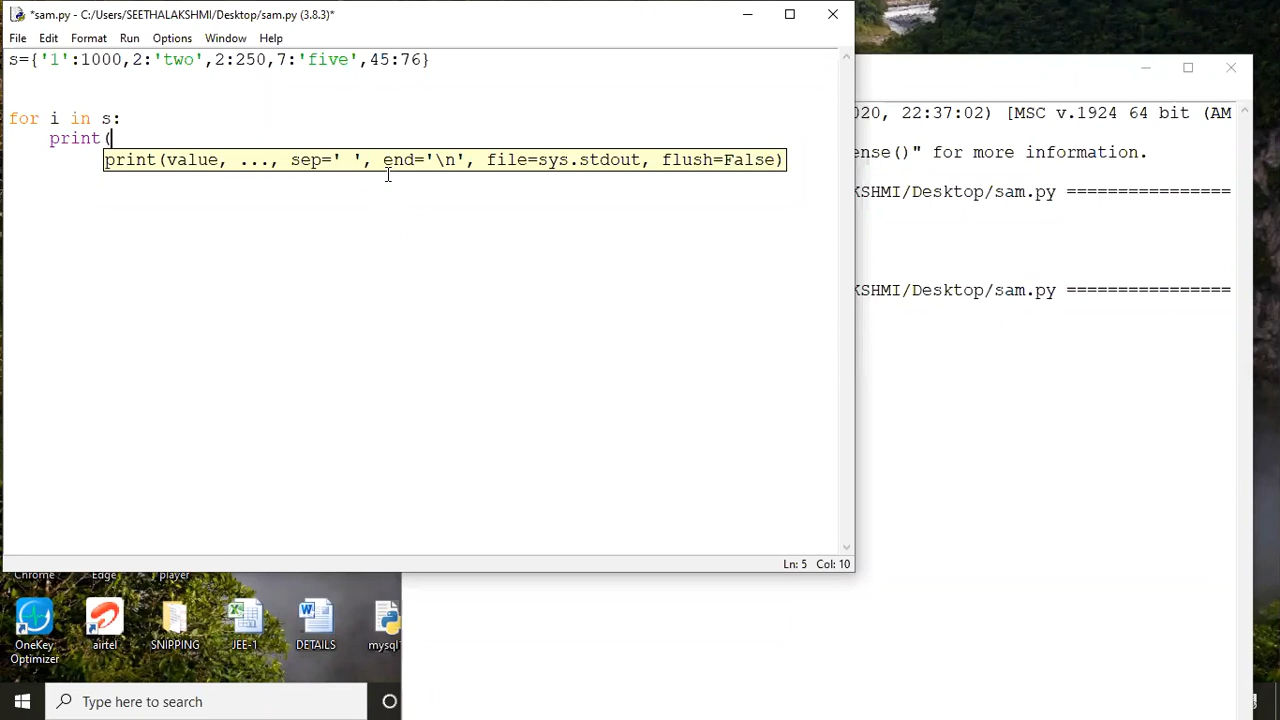 *sam.py - C:/Users/SEETHALAKSHMI/Desktop/sam.py (3.8.3)*
File Edit Format Run Options Window Help
s={'1':1000,2:'two',2:250,7:'five',45:76}
for i in s:
    print(
print(value, ..., sep=' ', end='\n', file=sys.stdout, flush=False)
Ln: 5 Col: 10
020, 22:37:02) [MSC v.1924 64 bit (AM
ense()" for more information.
KSHMI/Desktop/sam.py ================
KSHMI/Desktop/sam.py ================
Chrome Edge player
OneKey Optimizer
airtel
SNIPPING
JEE-1
DETAILS
mysql
Type here to search